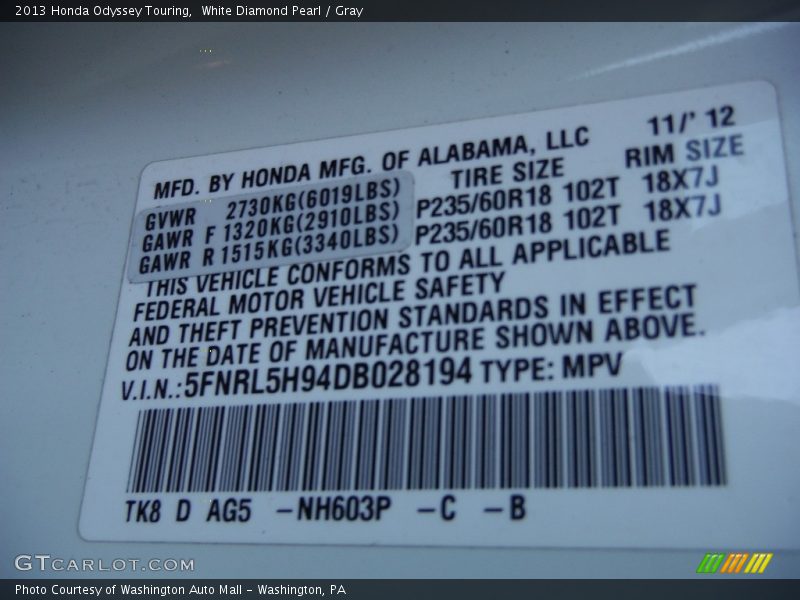 2013 Honda Odyssey Touring, White Diamond Pearl / Gray
MFD. BY HONDA MFG. OF ALABAMA, LLC 11/' 12
TIRE SIZE RIM SIZE
GVWR 2730KG(6019LBS)
GAWR F 1320KG(2910LBS) P235/60R18 102T 18X7J
GAWR R 1515KG(3340LBS) P235/60R18 102T 18X7J
THIS VEHICLE CONFORMS TO ALL APPLICABLE
FEDERAL MOTOR VEHICLE SAFETY
AND THEFT PREVENTION STANDARDS IN EFFECT
ON THE DATE OF MANUFACTURE SHOWN ABOVE.
V.I.N.:5FNRL5H94DB028194 TYPE: MPV
TK8 D AG5 -NH603P -C -B
GTCARLOT.COM
Photo Courtesy of Washington Auto Mall - Washington, PA